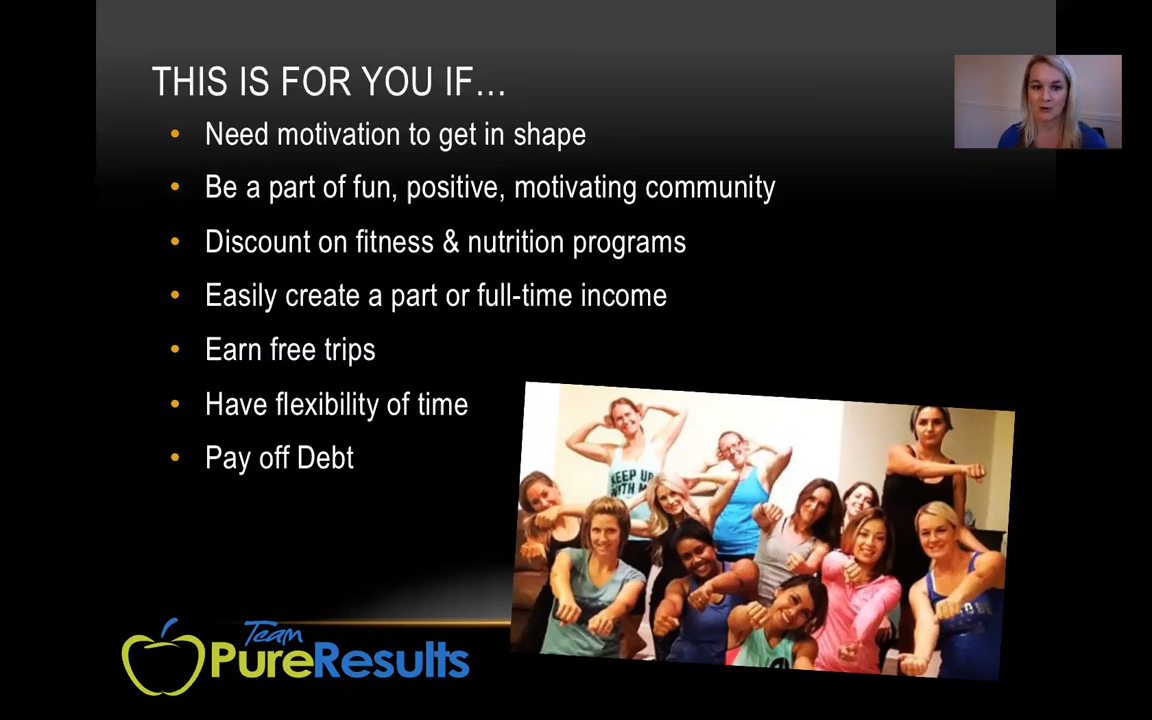 THIS IS FOR YOU IF...
• Need motivation to get in shape
• Be a part of fun, positive, motivating community
• Discount on fitness & nutrition programs
• Easily create a part or full-time income
• Earn free trips
• Have flexibility of time
• Pay off Debt
KEEP UP
WITH
Team
PureResults